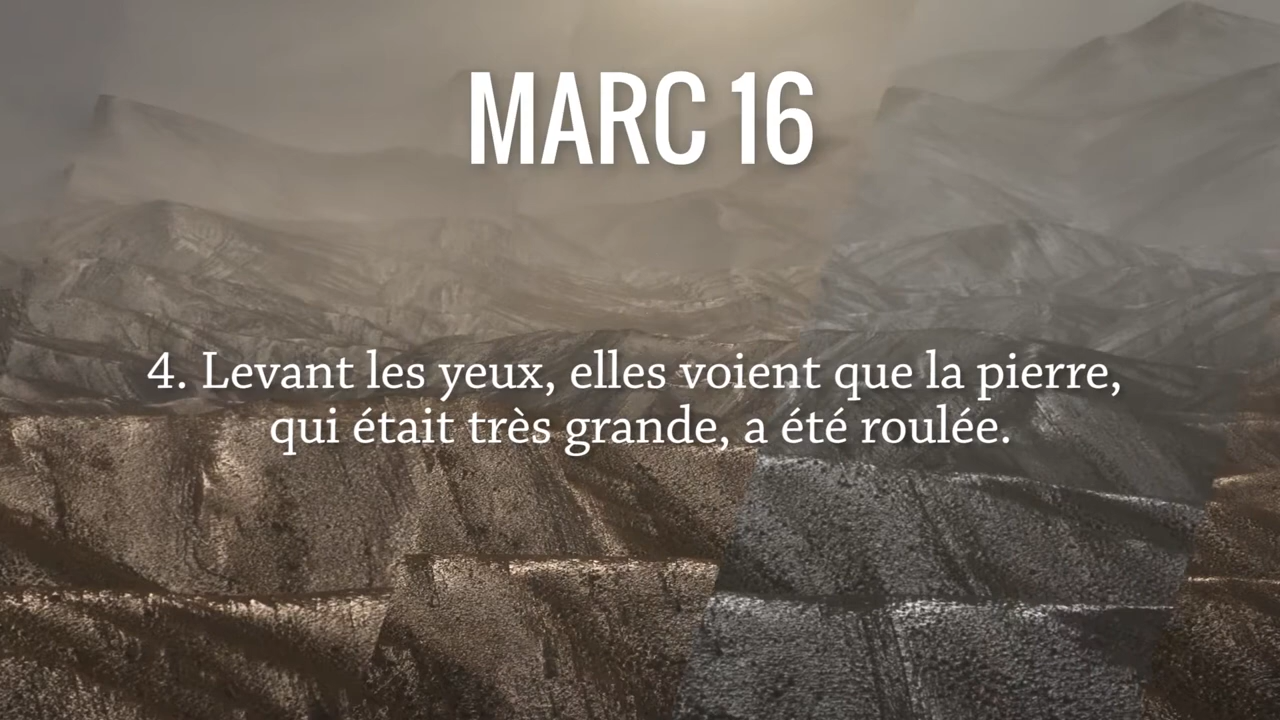 MARC 16
4. Levant les yeux, elles voient que la pierre,
qui était très grande, a été roulée.